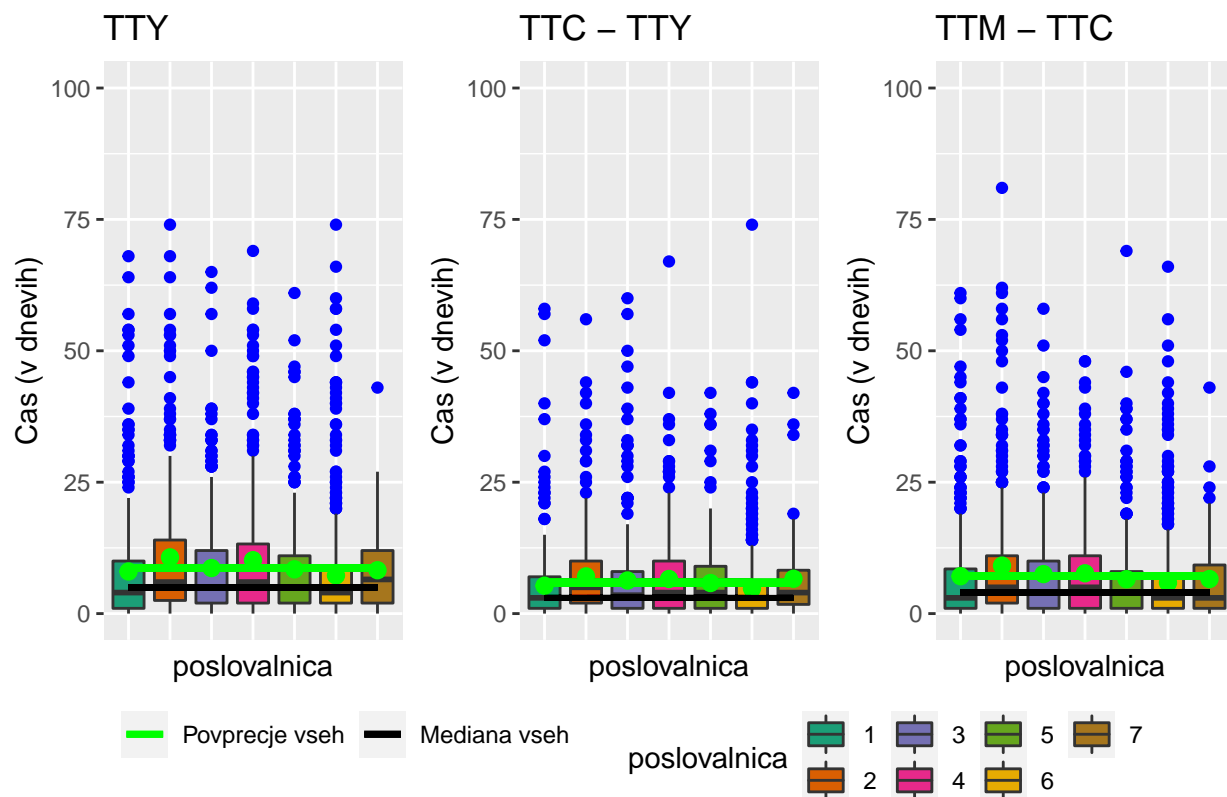 TTY
TTC – TTY
TTM – TTC
Cas (v dnevih)
100
75
50
25
0
poslovalnica
Cas (v dnevih)
100
75
50
25
0
poslovalnica
Cas (v dnevih)
100
75
50
25
0
poslovalnica
Povprecje vseh
Mediana vseh
poslovalnica
1
3
5
7
2
4
6